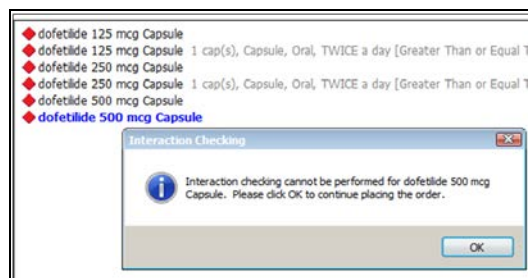 dofetilide 125 mcg Capsule
dofetilide 125 mcg Capsule 1 cap(s), Capsule, Oral, TWICE a day [Greater Than or Equal T
dofetilide 250 mcg Capsule
dofetilide 250 mcg Capsule 1 cap(s), Capsule, Oral, TWICE a day [Greater Than or Equal T
dofetilide 500 mcg Capsule
dofetilide 500 mcg Capsule
Interaction Checking
Interaction checking cannot be performed for dofetilide 500 mcg
Capsule. Please click OK to continue placing the order.
OK